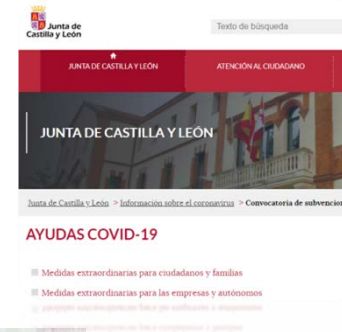 Junta de
Castilla y León
Texto de búsqueda
JUNTA DE CASTILLA Y LEÓN
ATENCIÓN AL CIUDADANO
JUNTA DE CASTILLA Y LEÓN
Junta de Castilla y León > Información sobre el coronavirus > Convocatoria de subvencion
AYUDAS COVID-19
Medidas extraordinarias para ciudadanos y familias
Medidas extraordinarias para las empresas y autónomos